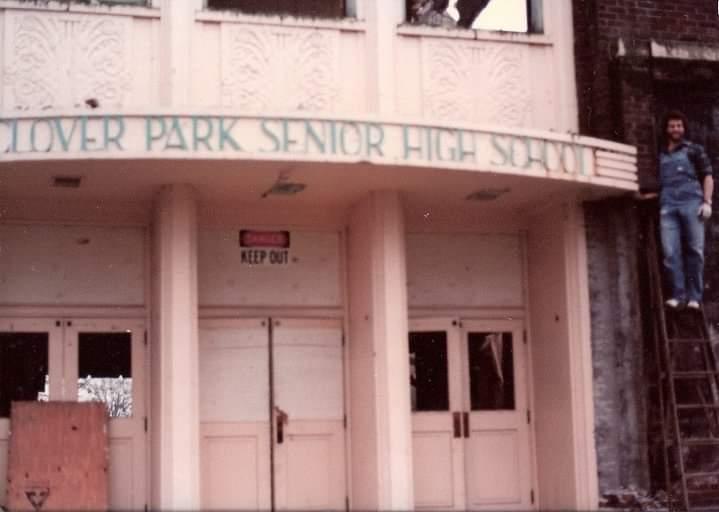 CLOVER PARK SENIOR HIGH SCHOOL
DANGER
KEEP OUT